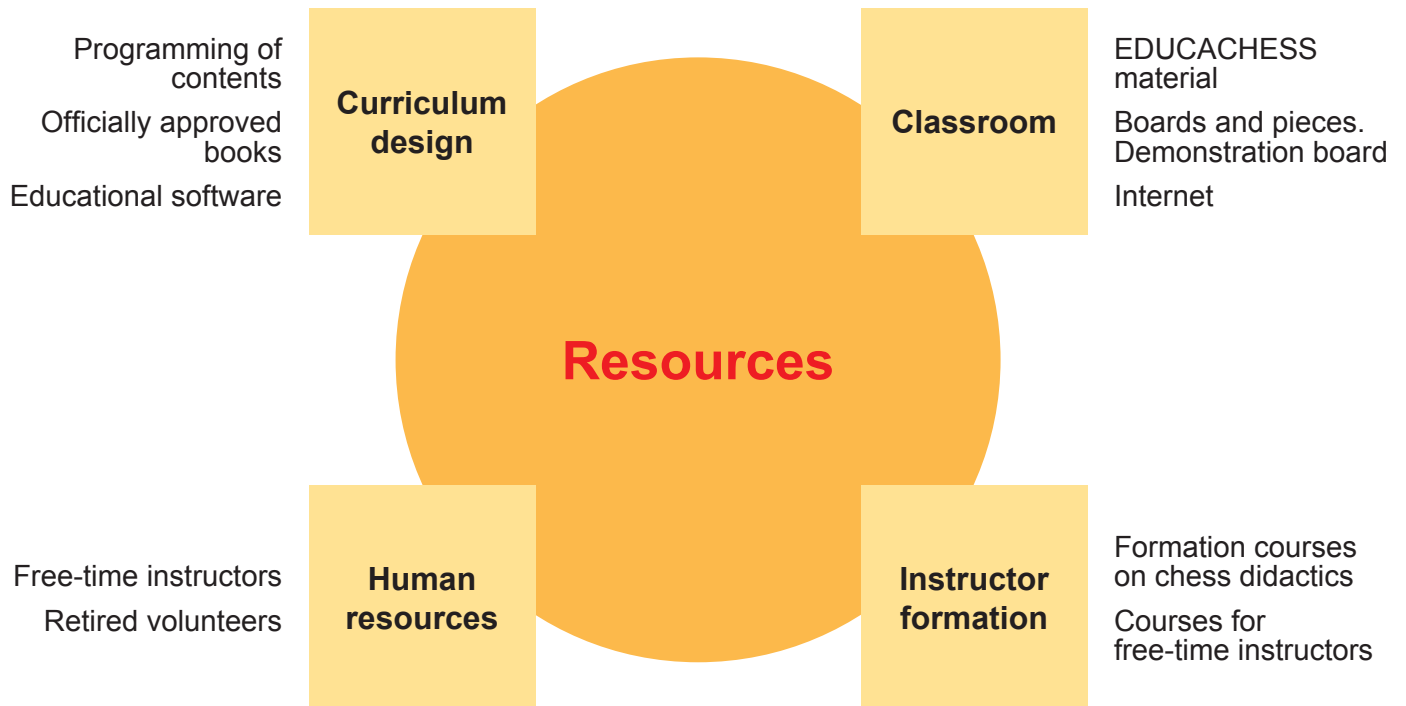 Programming of
contents
Officially approved
books
Educational software
Curriculum
design
Classroom
EDUCACHESS
material
Boards and pieces.
Demonstration board
Internet
Resources
Free-time instructors
Retired volunteers
Human
resources
Instructor
formation
Formation courses
on chess didactics
Courses for
free-time instructors